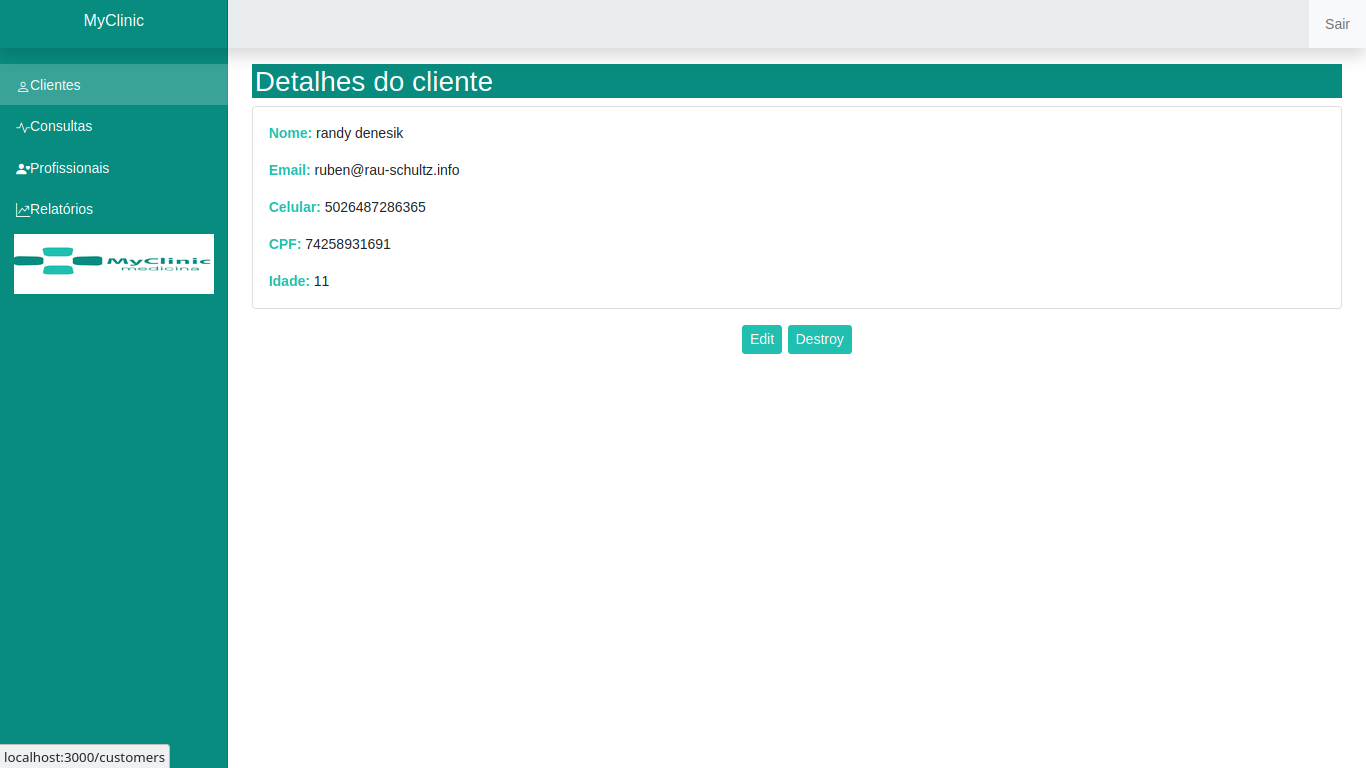 MyClinic
Sair
Clientes
Consultas
Profissionais
Relatórios
MyClinic
medicina
Detalhes do cliente
Nome: randy denesik
Email: ruben@rau-schultz.info
Celular: 5026487286365
CPF: 74258931691
Idade: 11
Edit Destroy
localhost:3000/customers